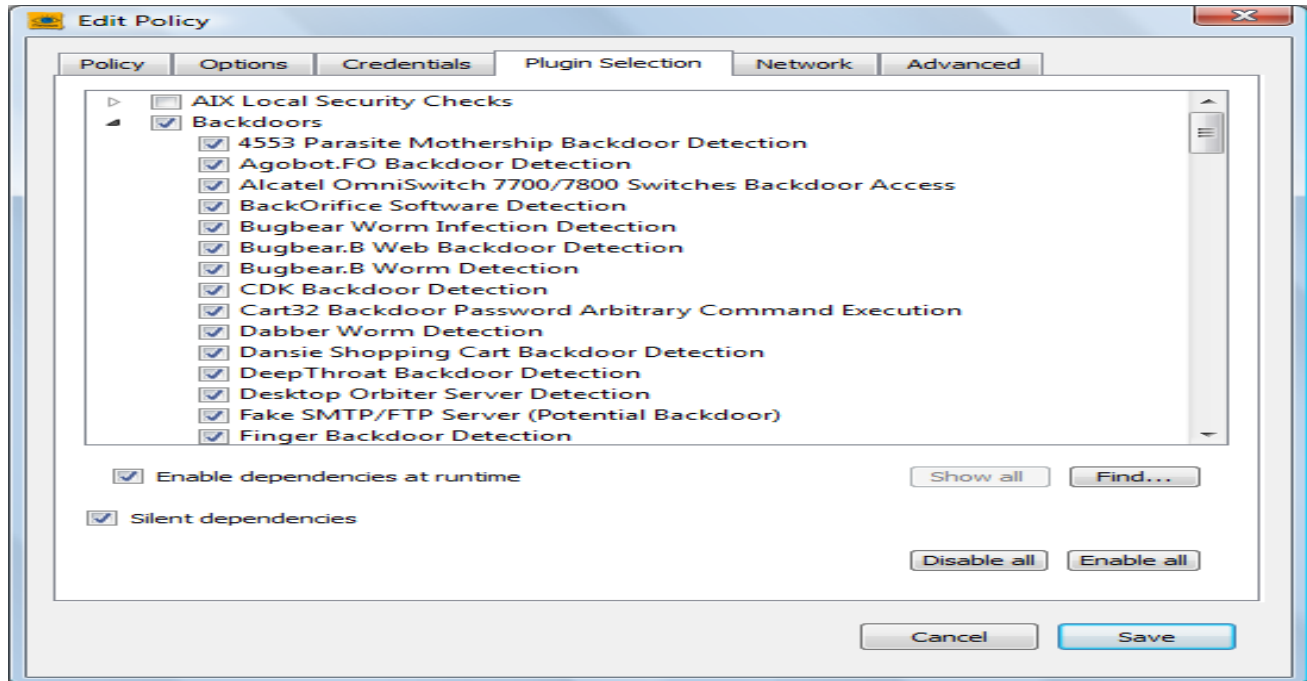 Edit Policy
Policy Options Credentials Plugin Selection Network Advanced
AIX Local Security Checks
Backdoors
4553 Parasite Mothership Backdoor Detection
Agobot.FO Backdoor Detection
Alcatel OmniSwitch 7700/7800 Switches Backdoor Access
BackOrifice Software Detection
Bugbear Worm Infection Detection
Bugbear.B Web Backdoor Detection
Bugbear.B Worm Detection
CDK Backdoor Detection
Cart32 Backdoor Password Arbitrary Command Execution
Dabber Worm Detection
Dansie Shopping Cart Backdoor Detection
DeepThroat Backdoor Detection
Desktop Orbiter Server Detection
Fake SMTP/FTP Server (Potential Backdoor)
Finger Backdoor Detection
Enable dependencies at runtime Show all Find...
Silent dependencies
Disable all Enable all
Cancel Save